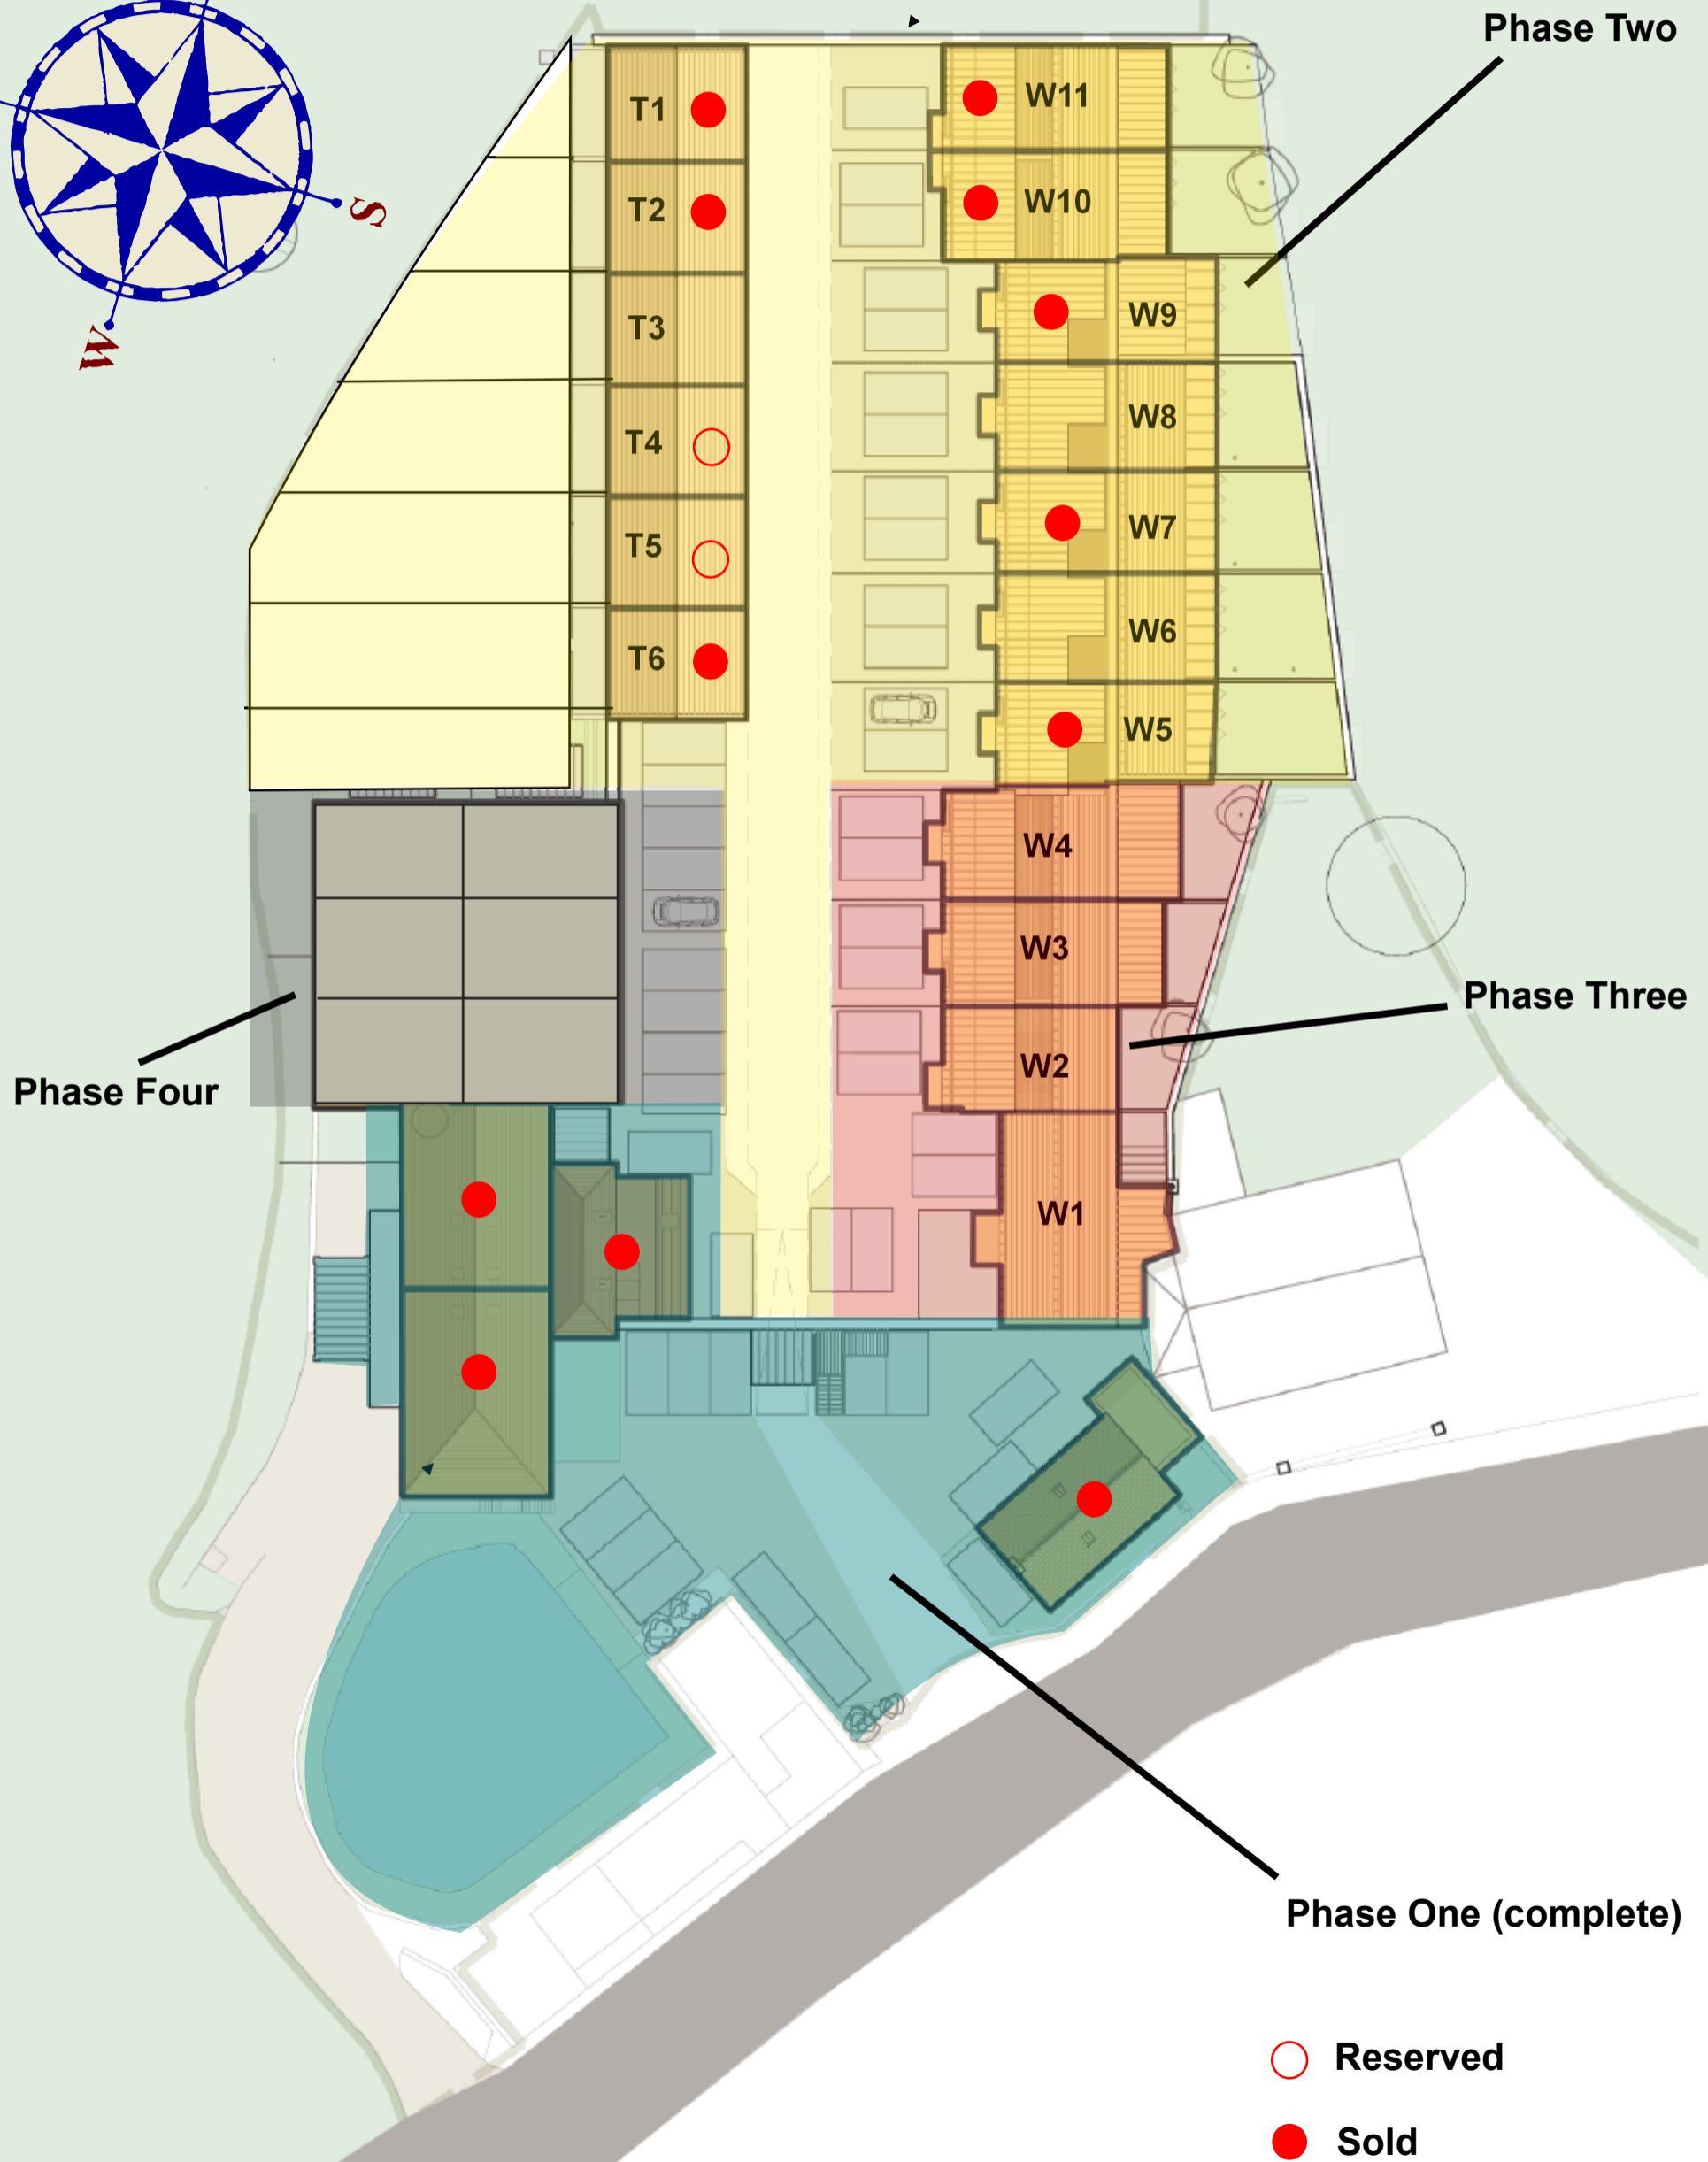 Phase Two
W11
T1
W10
T2
S
W9
T3
W
W8
T4
W7
T5
W6
T6
W5
W4
W3
Phase Three
W2
Phase Four
W1
Phase One (complete)
Reserved
Sold